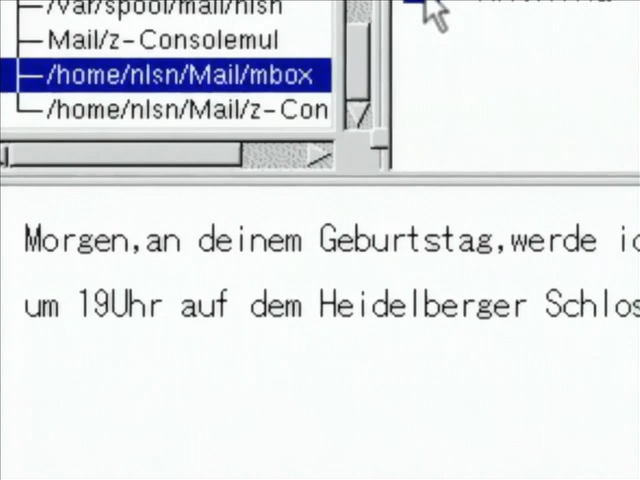 /var/spool/mail/nlsn
Mail/z-Consolemul
/home/nlsn/Mail/mbox
/home/nlsn/Mail/z-Con
Morgen,an deinem Geburtstag,werde ic
um 19Uhr auf dem Heidelberger Schlos